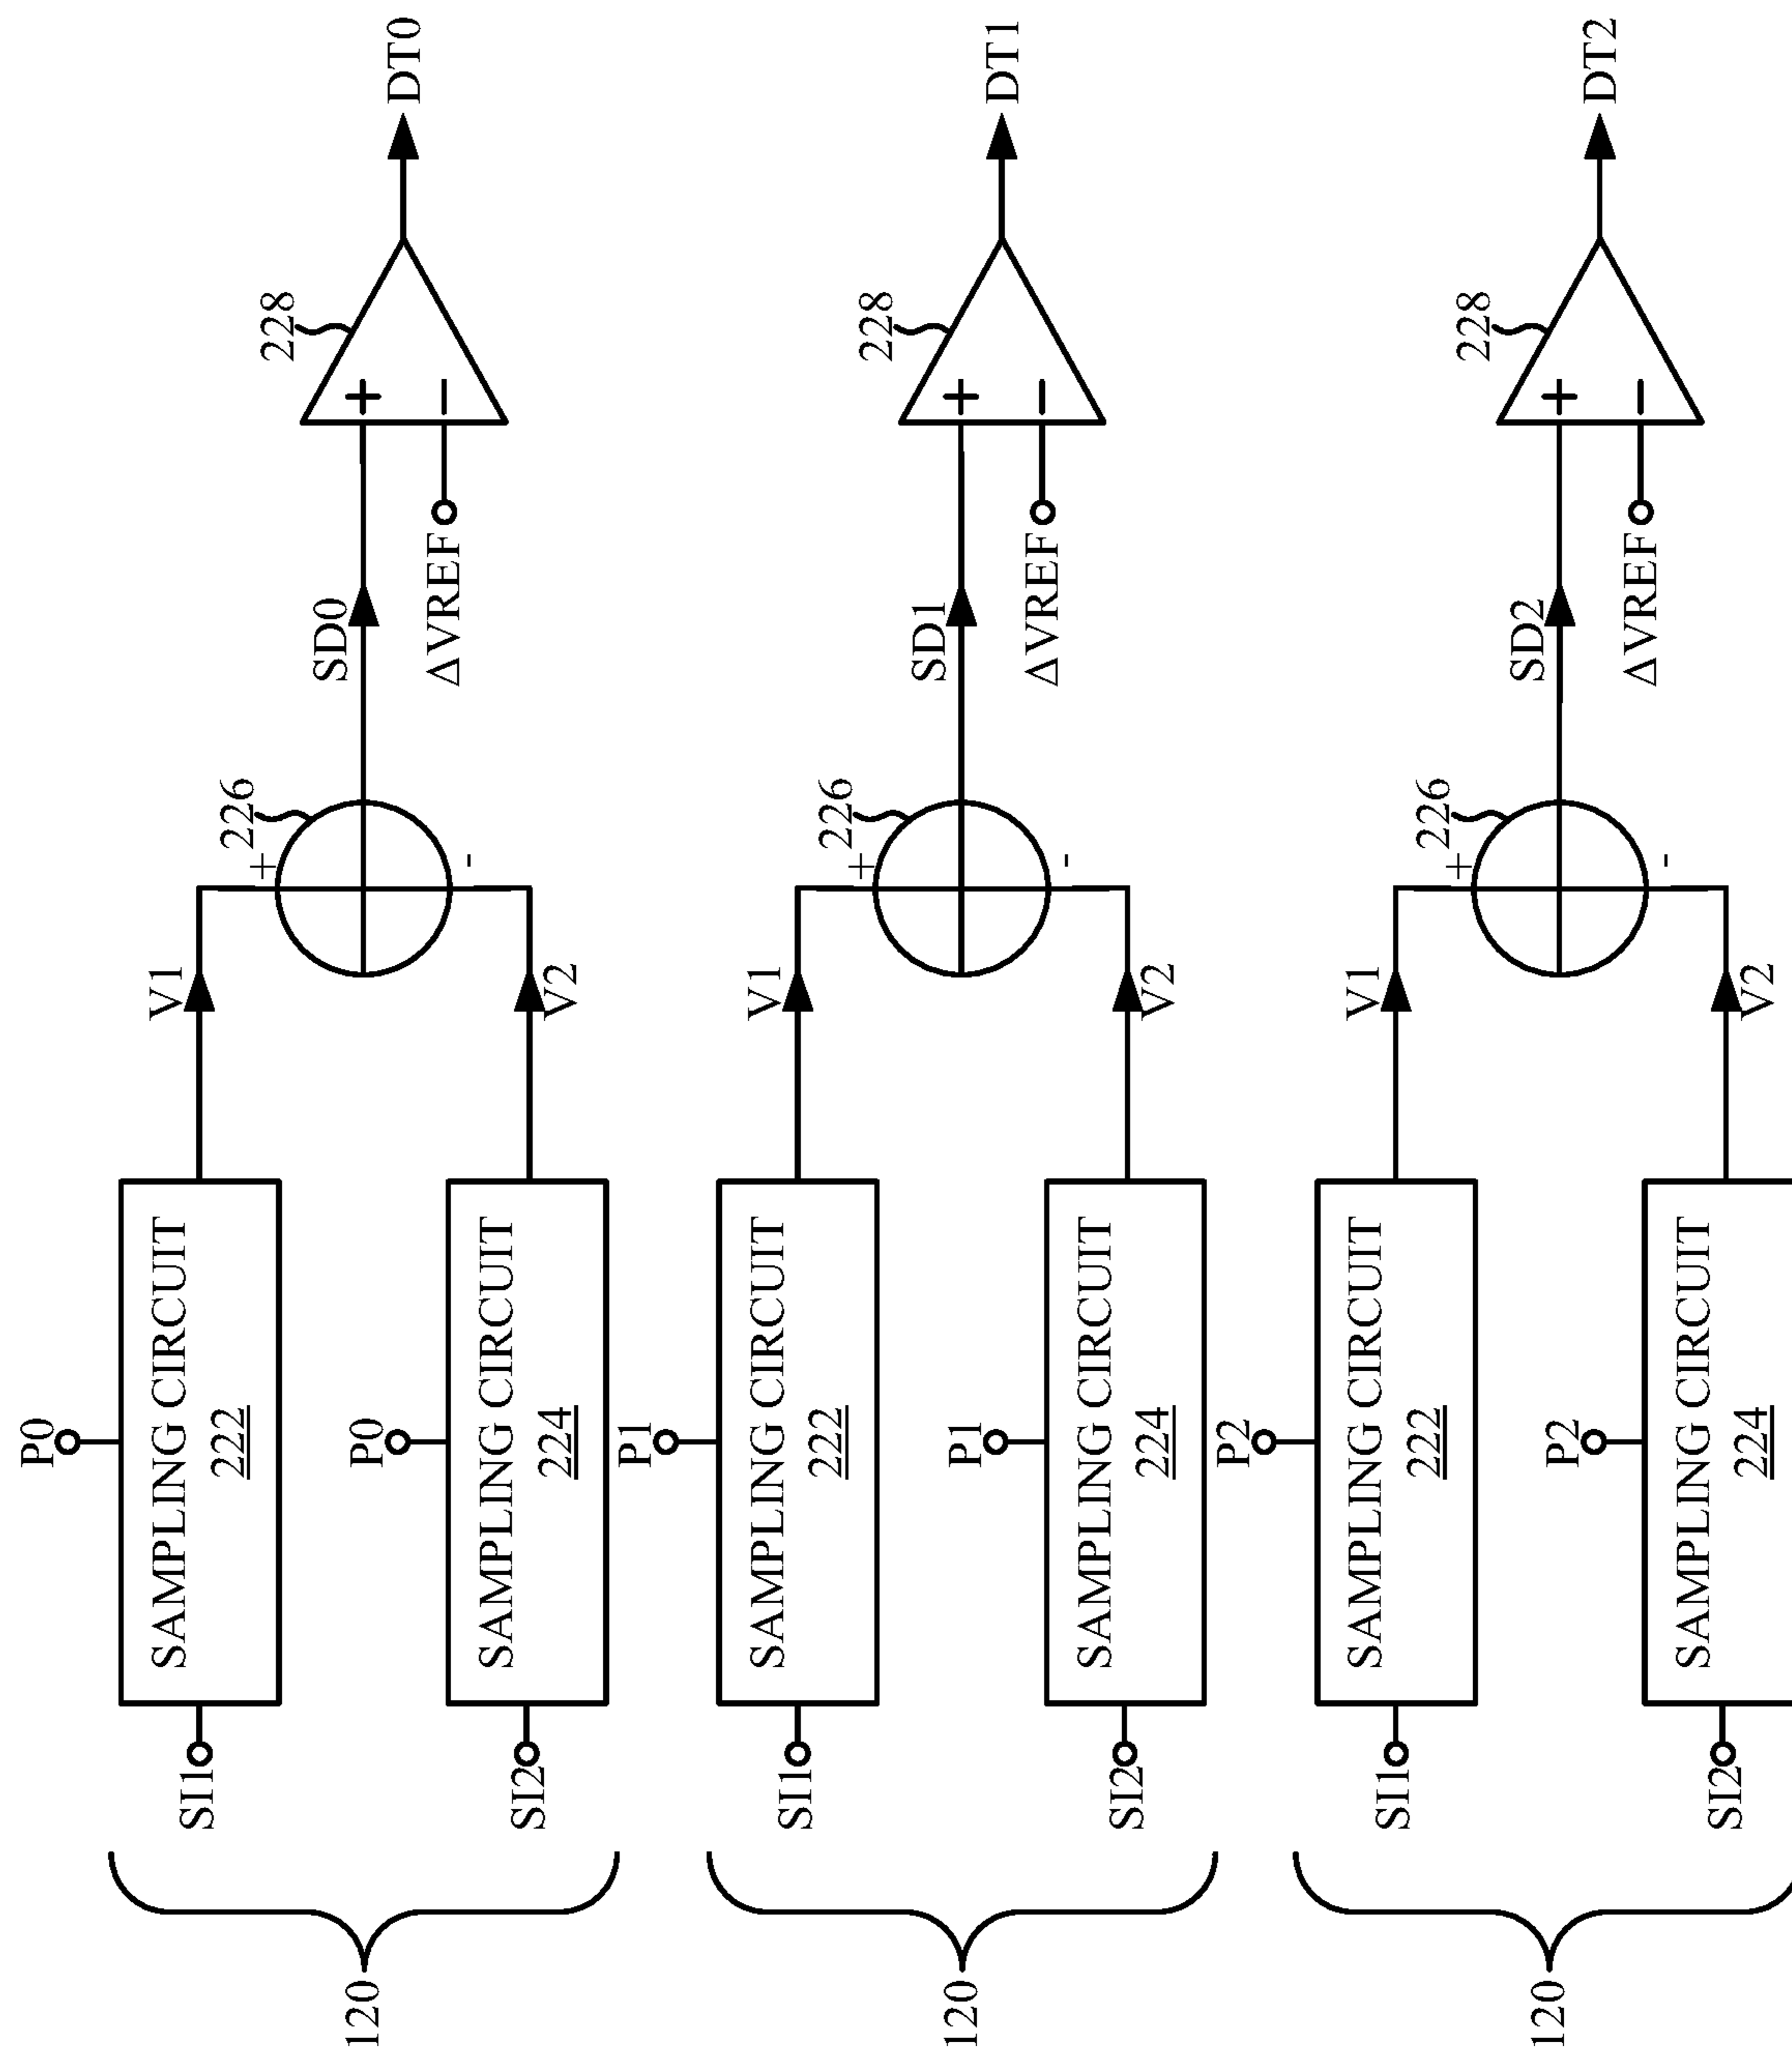 120
SI1
P0
SAMPLING CIRCUIT
222
V1
SI2
P0
SAMPLING CIRCUIT
224
V2
+
-
226
SD0
ΔVREF
+
−
228
DT0
120
SI1
P1
SAMPLING CIRCUIT
222
V1
SI2
P1
SAMPLING CIRCUIT
224
V2
+
-
226
SD1
ΔVREF
+
−
228
DT1
120
SI1
P2
SAMPLING CIRCUIT
222
V1
SI2
P2
SAMPLING CIRCUIT
224
V2
+
-
226
SD2
ΔVREF
+
−
228
DT2